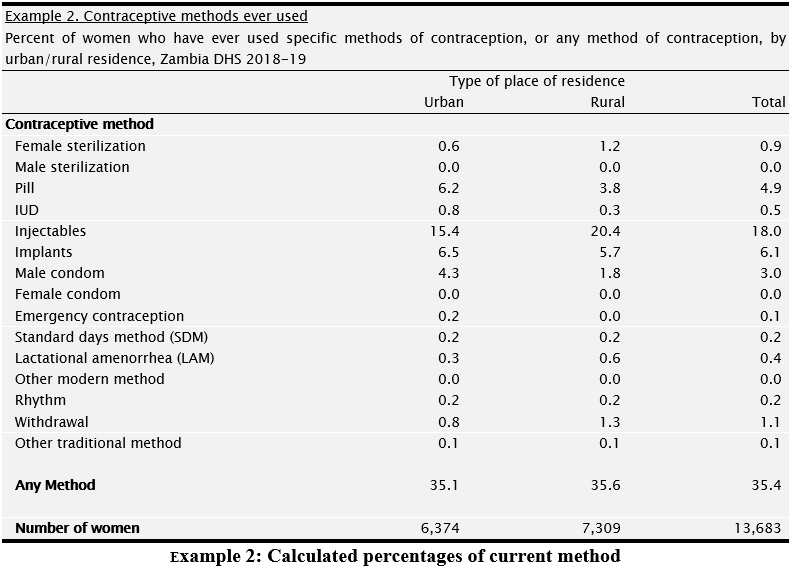 Example 2. Contraceptive methods ever used
Percent of women who have ever used specific methods of contraception, or any method of contraception, by
urban/rural residence, Zambia DHS 2018-19
Type of place of residence
Urban Rural Total
Contraceptive method
Female sterilization 0.6 1.2 0.9
Male sterilization 0.0 0.0 0.0
Pill 6.2 3.8 4.9
IUD 0.8 0.3 0.5
Injectables 15.4 20.4 18.0
Implants 6.5 5.7 6.1
Male condom 4.3 1.8 3.0
Female condom 0.0 0.0 0.0
Emergency contraception 0.2 0.0 0.1
Standard days method (SDM) 0.2 0.2 0.2
Lactational amenorrhea (LAM) 0.3 0.6 0.4
Other modern method 0.0 0.0 0.0
Rhythm 0.2 0.2 0.2
Withdrawal 0.8 1.3 1.1
Other traditional method 0.1 0.1 0.1
Any Method 35.1 35.6 35.4
Number of women 6,374 7,309 13,683
Example 2: Calculated percentages of current method